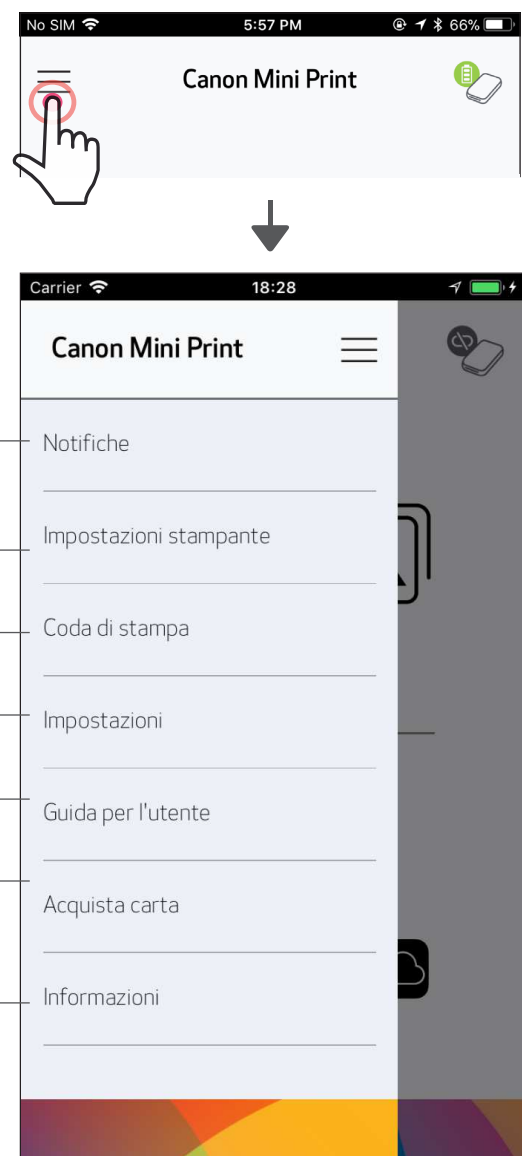 No SIM 5:57 PM 66%
Canon Mini Print
Carrier 18:28
Canon Mini Print
Notifiche
Impostazioni stampante
Coda di stampa
Impostazioni
Guida per l'utente
Acquista carta
Informazioni